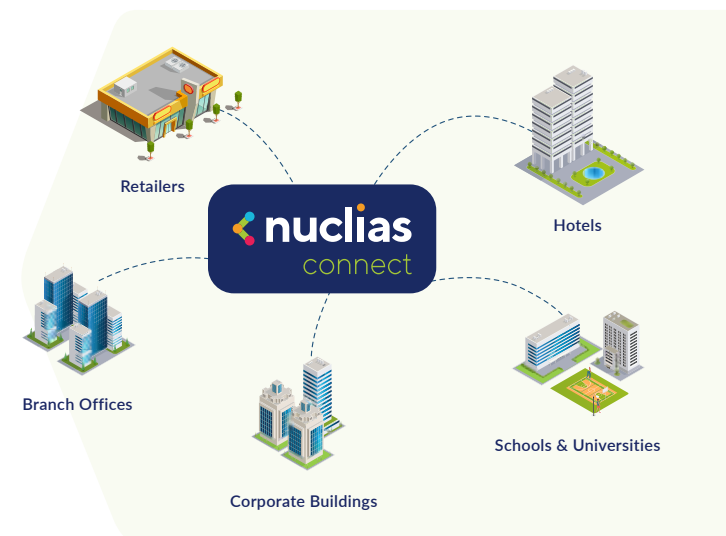 Retailers
Hotels
nuclias
connect
Branch Offices
Schools & Universities
Corporate Buildings